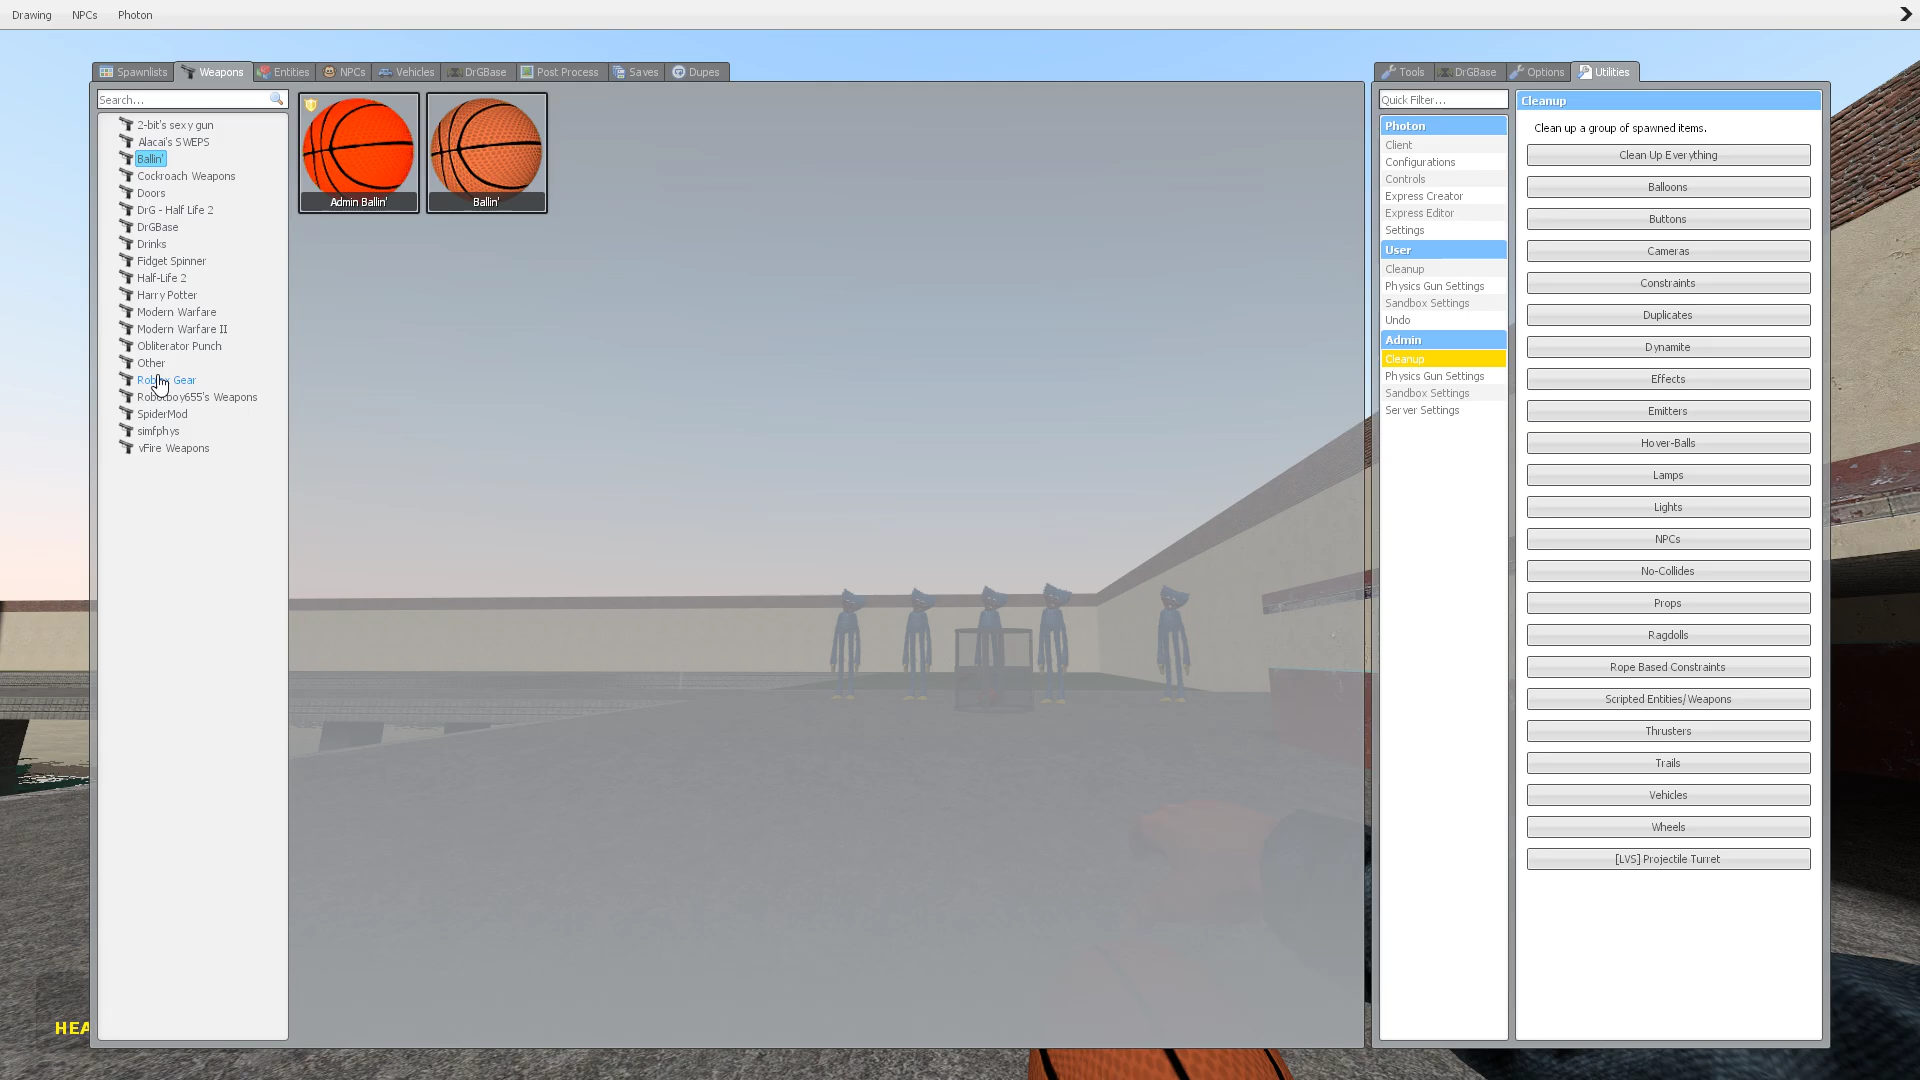 Drawing NPCs Photon
Spawnlists Weapons Entities NPCs Vehicles DrGBase Post Process Saves Dupes
Search...
2-bit's sexy gun
Alacai's SWEPS
Ballin'
Cockroach Weapons
Doors
DrG - Half Life 2
DrGBase
Drinks
Fidget Spinner
Half-Life 2
Harry Potter
Modern Warfare
Modern Warfare II
Obliterator Punch
Other
Roblox Gear
Robotboy655's Weapons
SpiderMod
simfphys
vFire Weapons
Admin Ballin'
Ballin'
Tools DrGBase Options Utilities
Quick Filter...
Photon
Client
Configurations
Controls
Express Creator
Express Editor
Settings
User
Cleanup
Physics Gun Settings
Sandbox Settings
Undo
Admin
Cleanup
Physics Gun Settings
Sandbox Settings
Server Settings
Cleanup
Clean up a group of spawned items.
Clean Up Everything
Balloons
Buttons
Cameras
Constraints
Duplicates
Dynamite
Effects
Emitters
Hover-Balls
Lamps
Lights
NPCs
No-Collides
Props
Ragdolls
Rope Based Constraints
Scripted Entities/Weapons
Thrusters
Trails
Vehicles
Wheels
[LVS] Projectile Turret
HEA